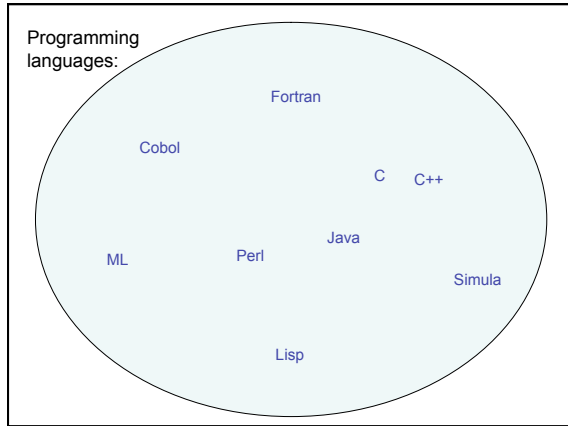 Programming
languages:
Fortran
Cobol
C C++
Java
Perl
ML
Simula
Lisp